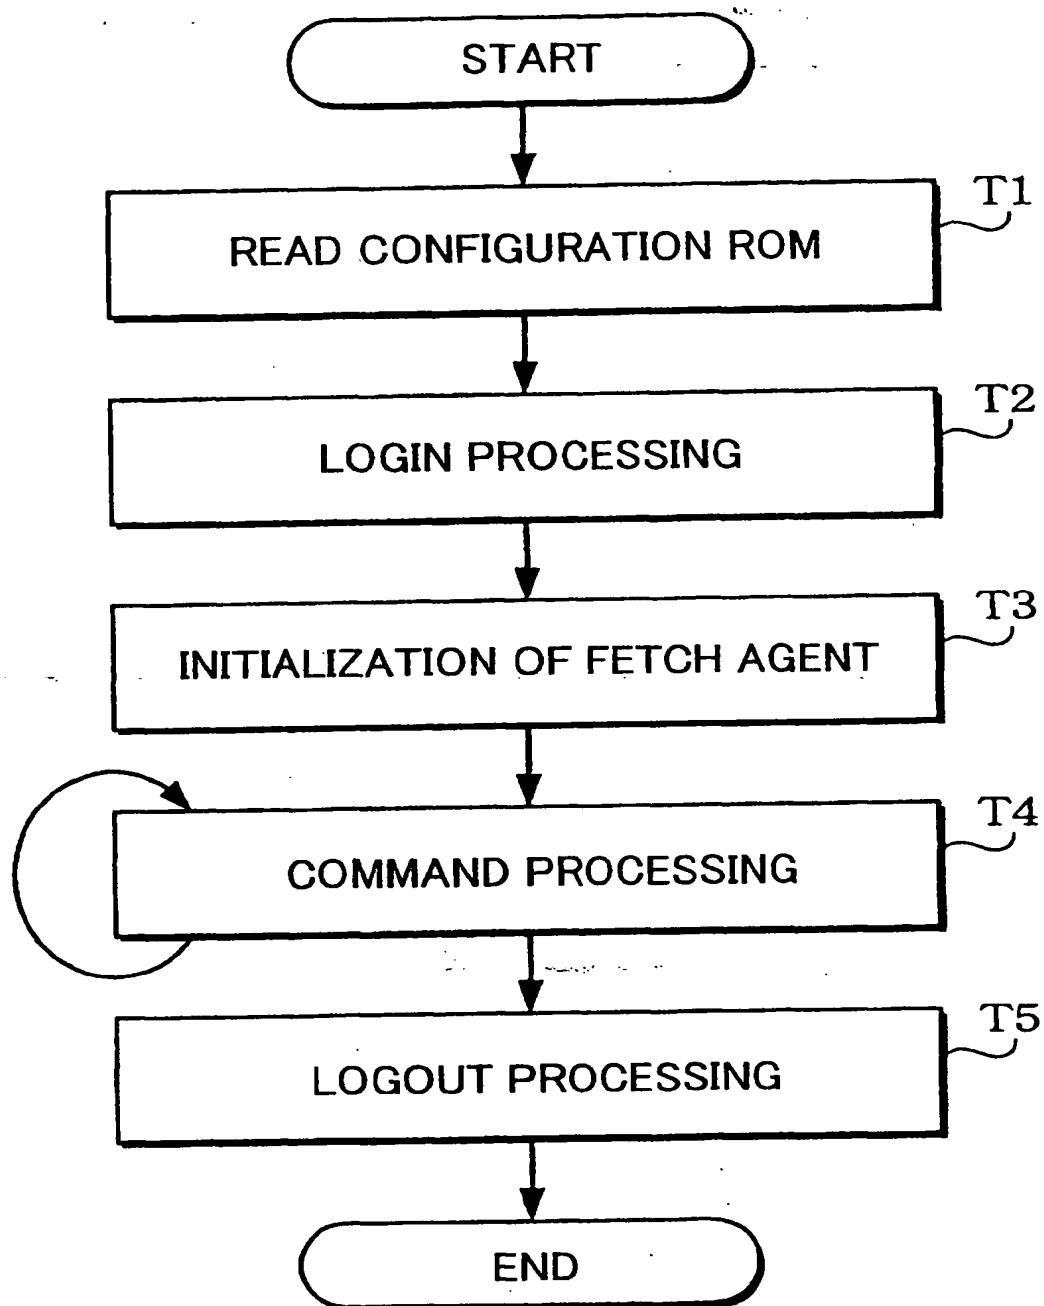 START
T1
READ CONFIGURATION ROM
T2
LOGIN PROCESSING
T3
INITIALIZATION OF FETCH AGENT
T4
COMMAND PROCESSING
T5
LOGOUT PROCESSING
END